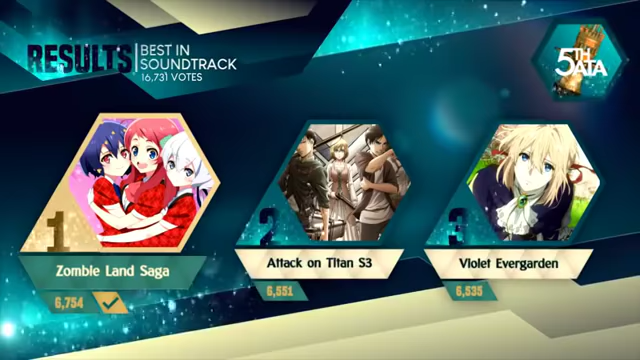 RESULTS
BEST IN
SOUNDTRACK
16,731 VOTES
5TH
ATA
1
Zombie Land Saga
6,754
2
Attack on Titan S3
6,551
3
Violet Evergarden
6,535